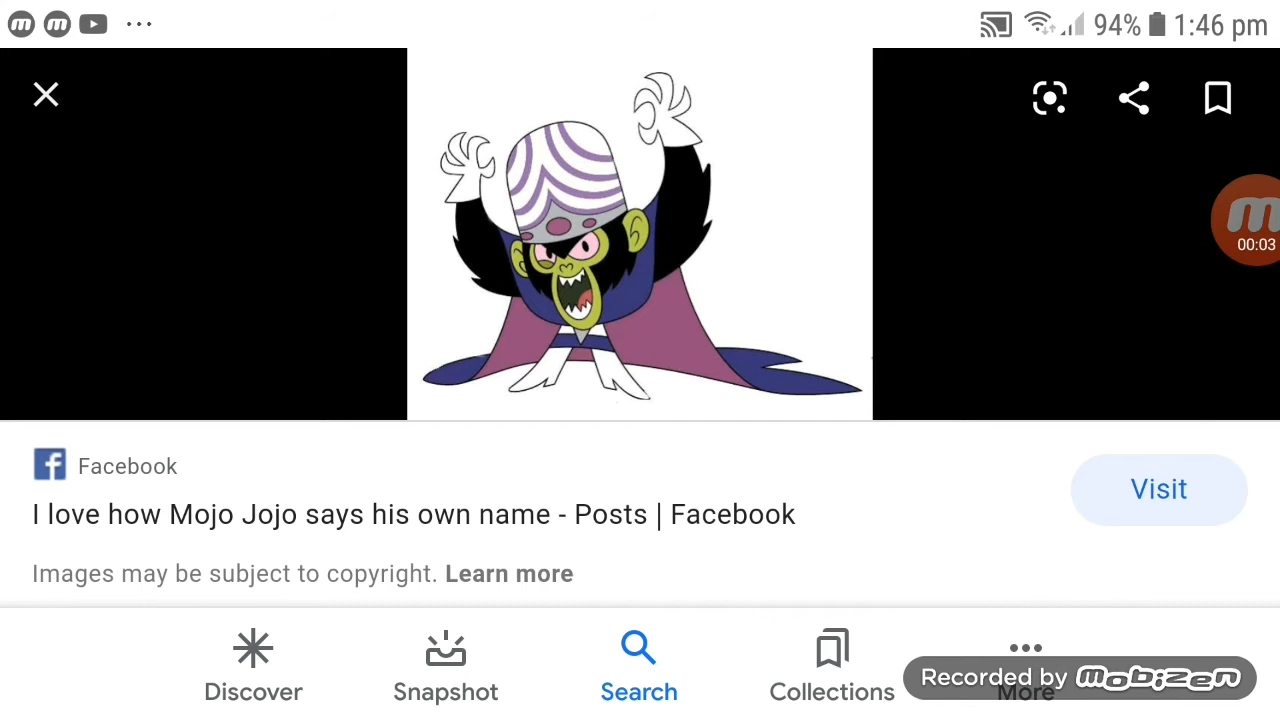 94% 1:46 pm
00:03
Facebook
Visit
I love how Mojo Jojo says his own name - Posts | Facebook
Images may be subject to copyright. Learn more
Discover Snapshot Search Collections More
Recorded by mobizen